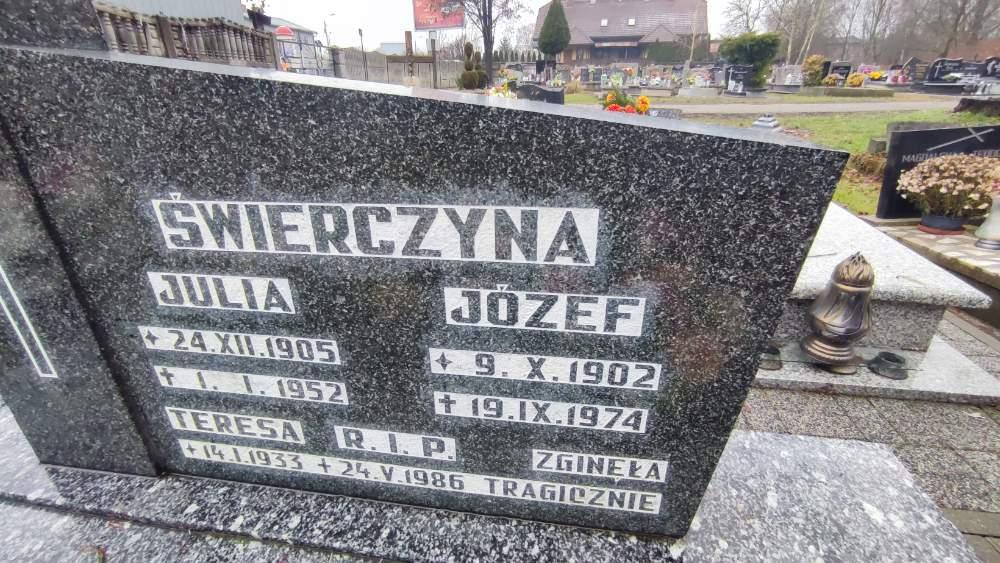 ŚWIERCZYNA
JULIA
✦ 24.XII.1905
✝ 1. I. 1952
JÓZEF
✦ 9. X. 1902
✝ 19.IX.1974
TERESA R.I.P. ZGINĘŁA
✦14.I.1933 ✝ 24.V.1986 TRAGICZNIE